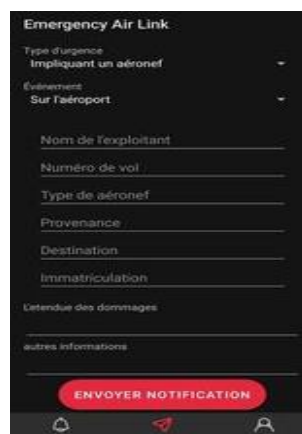 Emergency Air Link
Type d'urgence
Impliquant un aéronef
Événement
Sur l'aéroport
Nom de l'exploitant
Numéro de vol
Type de aéronef
Provenance
Destination
Immatriculation
L'etendue des dommages
autres informations
ENVOYER NOTIFICATION